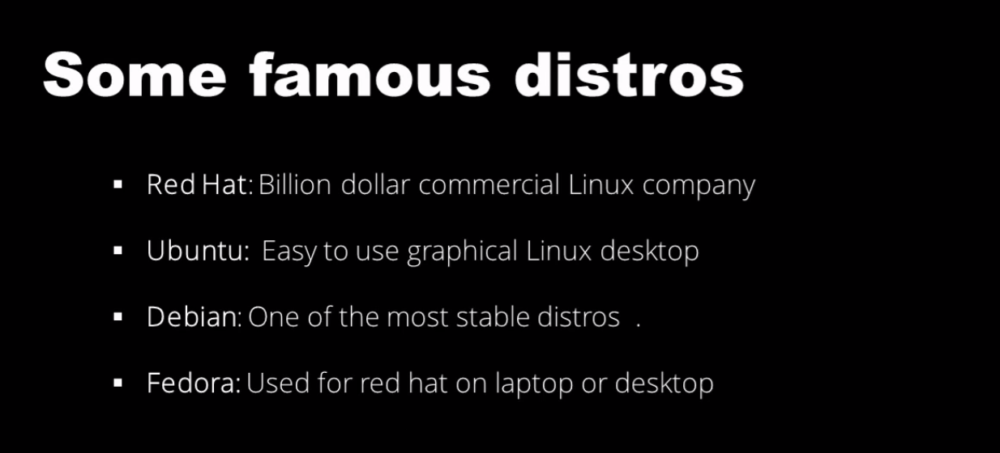 Some famous distros
▪ Red Hat: Billion dollar commercial Linux company
▪ Ubuntu: Easy to use graphical Linux desktop
▪ Debian: One of the most stable distros .
▪ Fedora: Used for red hat on laptop or desktop